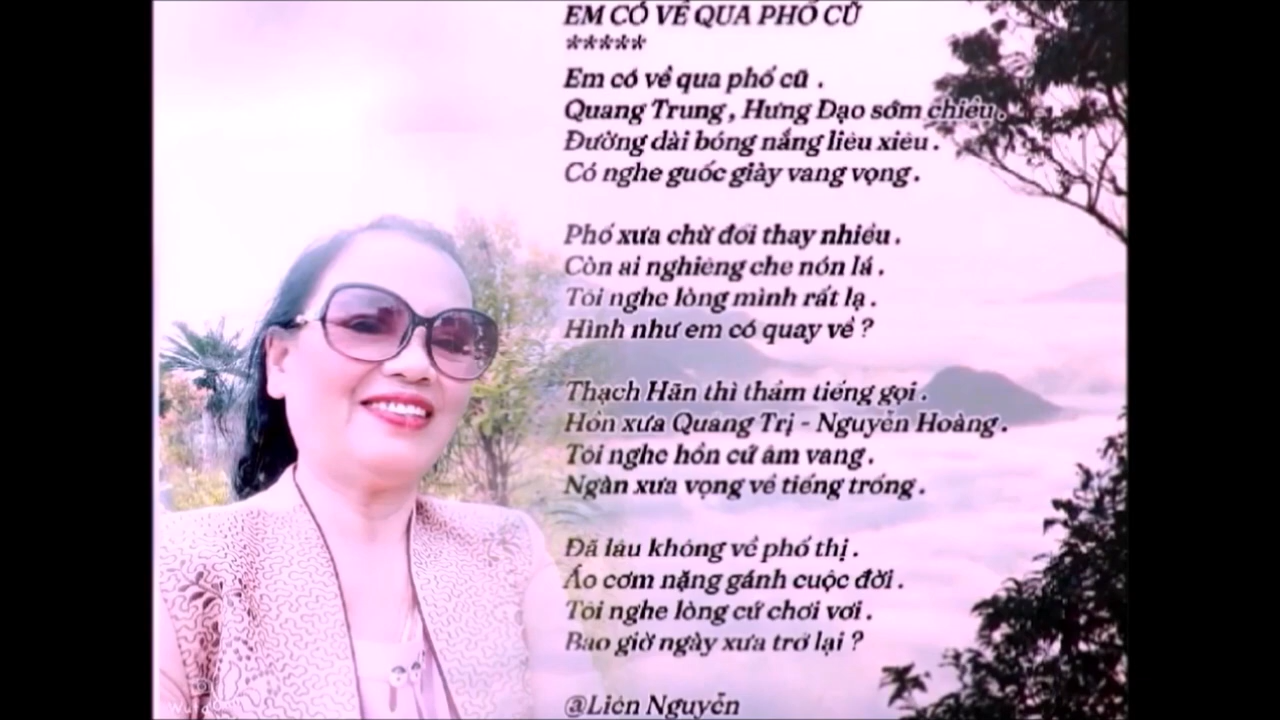 EM CÓ VỀ QUA PHỐ CŨ
*****
Em có về qua phố cũ .
Quang Trung , Hưng Đạo sớm chiều .
Đường dài bóng nắng liêu xiêu .
Có nghe guốc giày vang vọng .
Phố xưa chừ đổi thay nhiều .
Còn ai nghiêng che nón lá .
Tôi nghe lòng mình rất lạ .
Hình như em có quay về ?
Thạch Hãn thì thầm tiếng gọi .
Hồn xưa Quảng Trị - Nguyễn Hoàng .
Tôi nghe hồn cứ âm vang .
Ngàn xưa vọng về tiếng trống .
Đã lâu không về phố thị .
Áo cơm nặng gánh cuộc đời .
Tôi nghe lòng cứ chơi vơi .
Bao giờ ngày xưa trở lại ?
@Liên Nguyễn